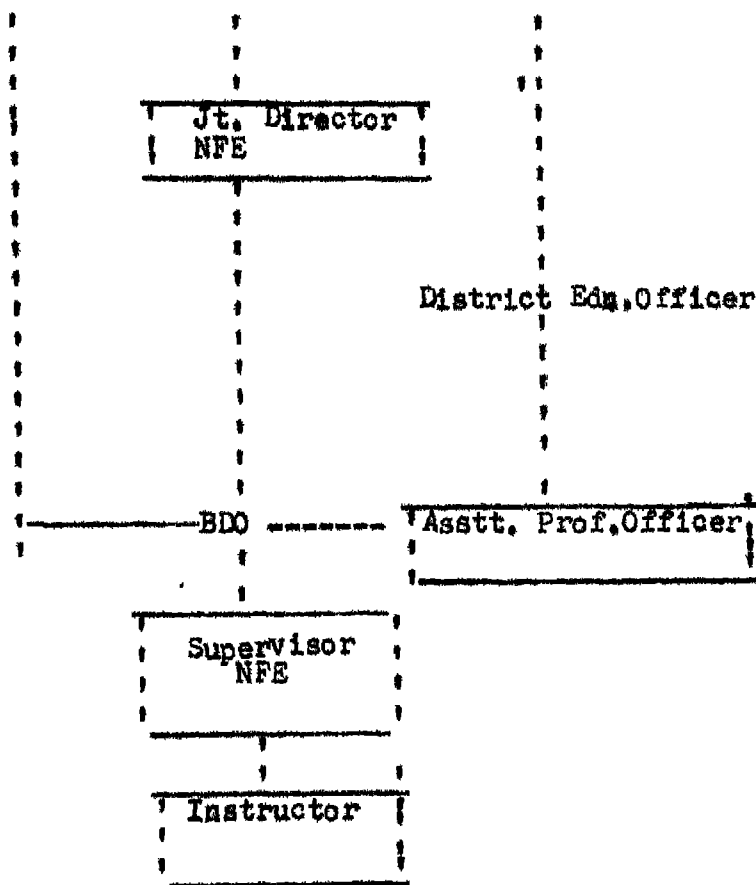 Jt. Director
NFE
District Edn.Officer
BDO
Asstt. Prof.Officer
Supervisor
NFE
Instructor